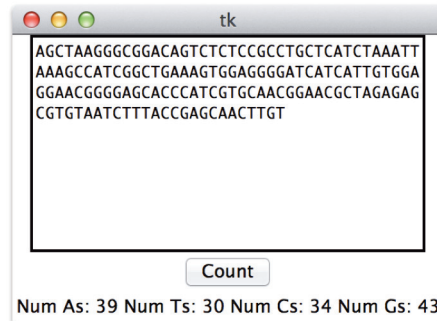 tk
AGCTAAGGGCGGACAGTCTCTCCGCCTGCTCATCTAAATT
AAAGCCATCGGCTGAAAGTGGAGGGGATCATCATTGTGGA
GGAACGGGGAGCACCCATCGTGCAACGGAACGCTAGAGAG
CGTGTAATCTTTACCGAGCAACTTGT
Count
Num As: 39 Num Ts: 30 Num Cs: 34 Num Gs: 43